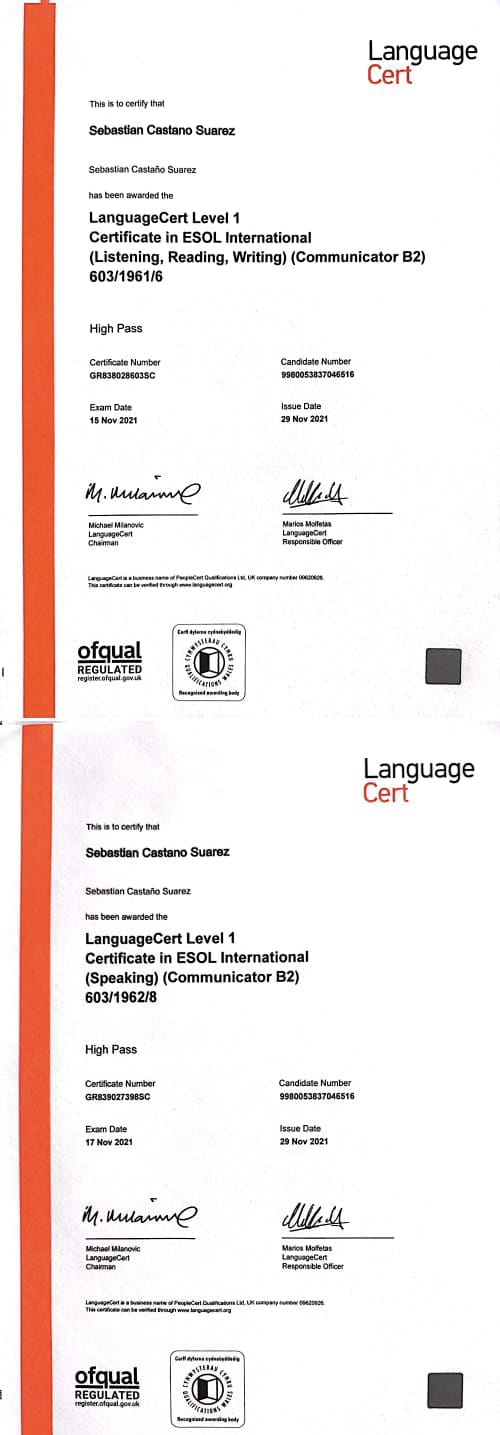 Language
Cert
This is to certify that
Sebastian Castano Suarez
Sebastian Castaño Suarez
has been awarded the
LanguageCert Level 1
Certificate in ESOL International
(Listening, Reading, Writing) (Communicator B2)
603/1961/6
High Pass
Certificate Number Candidate Number
GR838028603SC 9980053837046516
Exam Date Issue Date
15 Nov 2021 29 Nov 2021
Michael Milanovic Marios Molfetas
LanguageCert LanguageCert
Chairman Responsible Officer
LanguageCert is a business name of PeopleCert Qualifications Ltd, UK company number 09620926.
This certificate can be verified through www.languagecert.org
ofqual
REGULATED
register.ofqual.gov.uk
Corff dyfarnu cydnabyddedig
CYMWYSTERAU CYMRU
QUALIFICATIONS WALES
Recognised awarding body
Language
Cert
This is to certify that
Sebastian Castano Suarez
Sebastian Castaño Suarez
has been awarded the
LanguageCert Level 1
Certificate in ESOL International
(Speaking) (Communicator B2)
603/1962/8
High Pass
Certificate Number Candidate Number
GR839027398SC 9980053837046516
Exam Date Issue Date
17 Nov 2021 29 Nov 2021
Michael Milanovic Marios Molfetas
LanguageCert LanguageCert
Chairman Responsible Officer
LanguageCert is a business name of PeopleCert Qualifications Ltd, UK company number 09620926.
This certificate can be verified through www.languagecert.org
ofqual
REGULATED
register.ofqual.gov.uk
Corff dyfarnu cydnabyddedig
CYMWYSTERAU CYMRU
QUALIFICATIONS WALES
Recognised awarding body